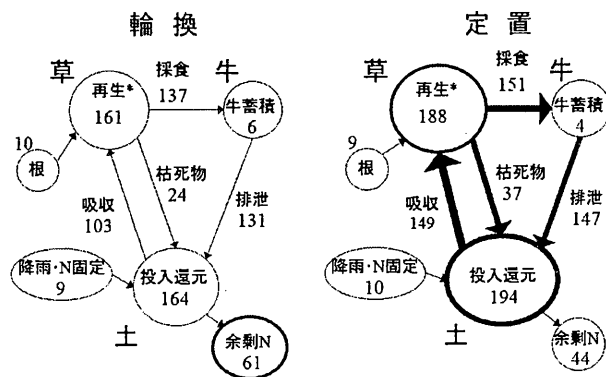 輪換
草
採食
137
牛
再生*
161
牛蓄積
6
10
根
枯死物
24
吸収
103
排泄
131
降雨・N固定
9
投入還元
164
土
余剰N
61
定置
草
採食
151
牛
再生*
188
牛蓄積
4
9
根
枯死物
37
吸収
149
排泄
147
降雨・N固定
10
投入還元
194
土
余剰N
44